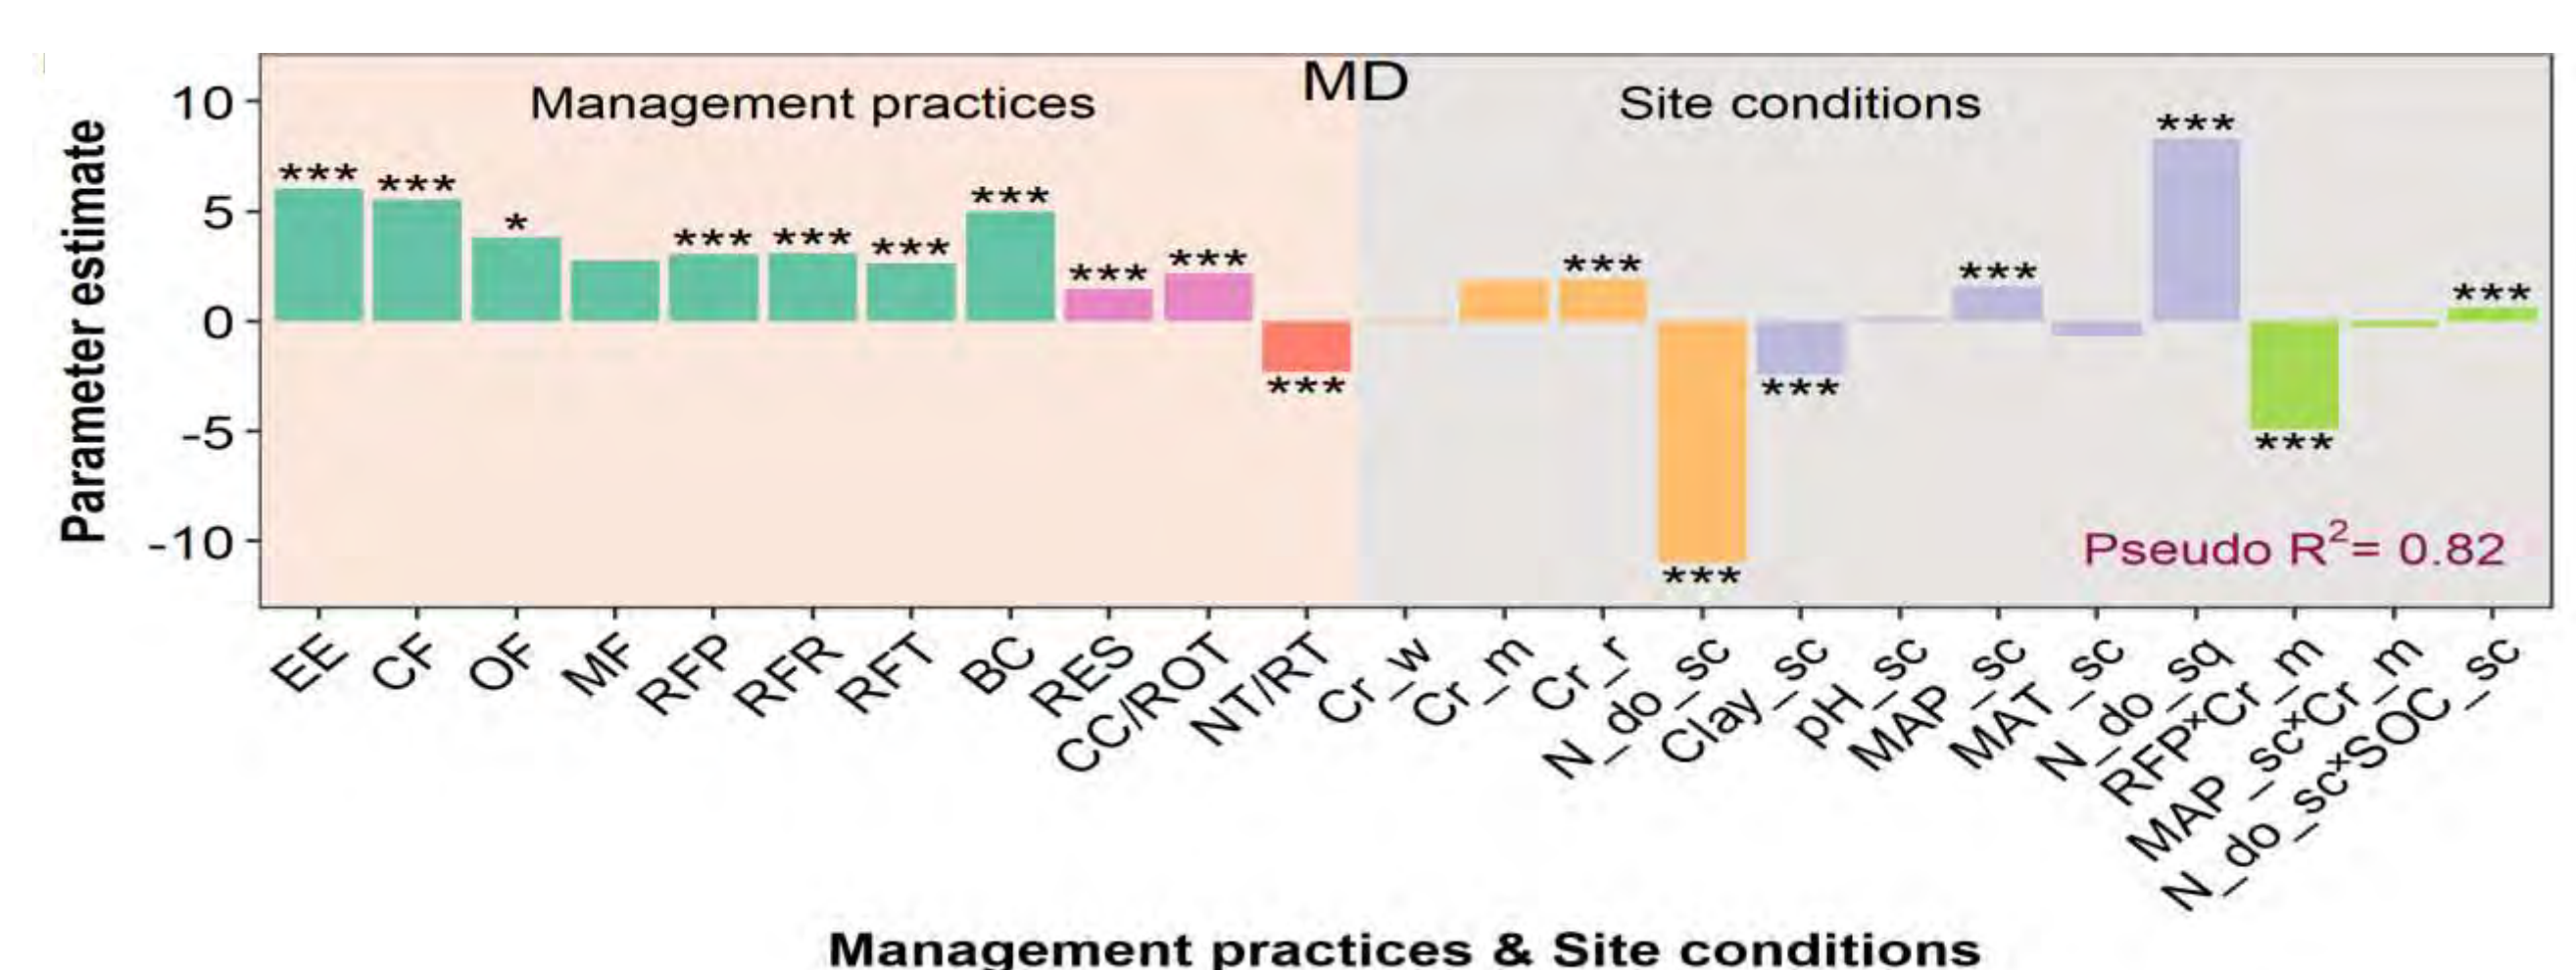 MD
Management practices
Site conditions
Parameter estimate
10
5
0
-5
-10
***
***
*
***
***
***
***
***
***
***
***
***
***
***
***
***
***
Pseudo R²= 0.82
EE
CF
OF
MF
RFP
RFR
RFT
BC
RES
CC/ROT
NT/RT
Cr_w
Cr_m
Cr_r
N_do_sc
Clay_sc
pH_sc
MAP_sc
MAT_sc
N_do_sq
RFP×Cr_m
MAP_sc×Cr_m
N_do_sc×SOC_sc
Management practices & Site conditions